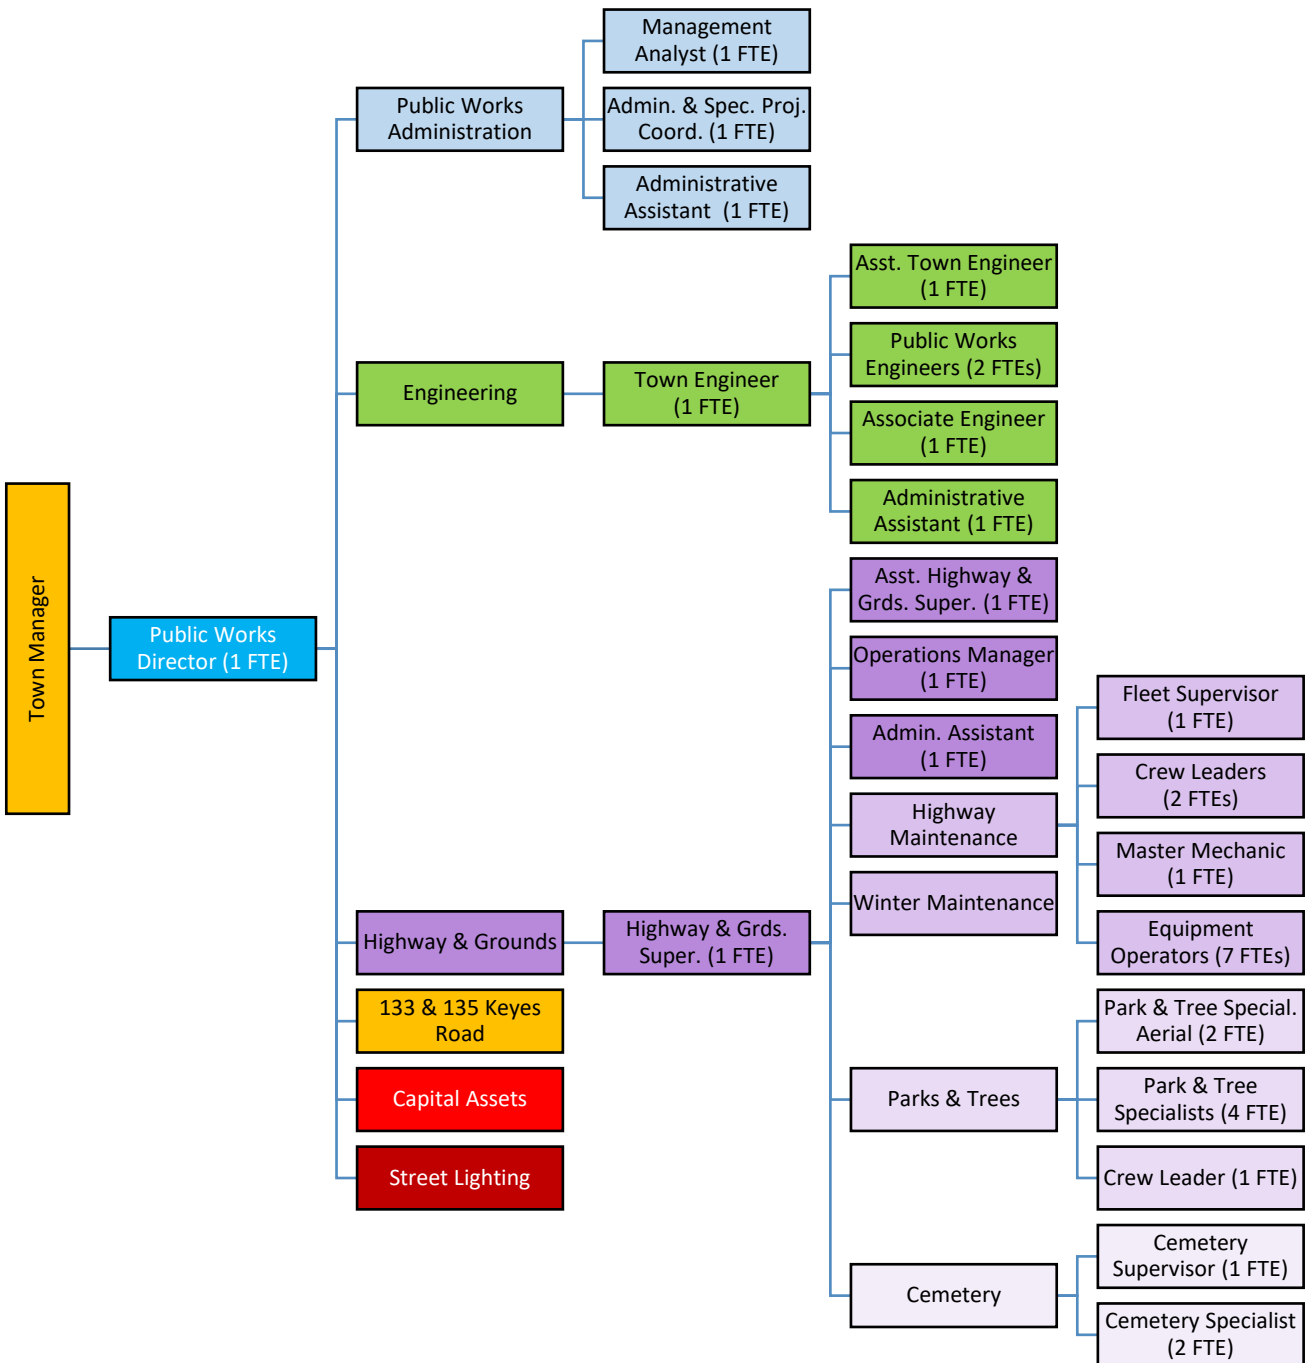 Town Manager
Public Works
Director (1 FTE)
Public Works
Administration
Management
Analyst (1 FTE)
Admin. & Spec. Proj.
Coord. (1 FTE)
Administrative
Assistant  (1 FTE)
Engineering
Town Engineer
(1 FTE)
Asst. Town Engineer
(1 FTE)
Public Works
Engineers (2 FTEs)
Associate Engineer
(1 FTE)
Administrative
Assistant (1 FTE)
Highway & Grounds
Highway & Grds.
Super. (1 FTE)
Asst. Highway &
Grds. Super. (1 FTE)
Operations Manager
(1 FTE)
Admin. Assistant
(1 FTE)
Highway
Maintenance
Fleet Supervisor
(1 FTE)
Crew Leaders
(2 FTEs)
Master Mechanic
(1 FTE)
Equipment
Operators (7 FTEs)
Winter Maintenance
Parks & Trees
Park & Tree Special.
Aerial (2 FTE)
Park & Tree
Specialists (4 FTE)
Crew Leader (1 FTE)
Cemetery
Cemetery
Supervisor (1 FTE)
Cemetery Specialist
(2 FTE)
133 & 135 Keyes
Road
Capital Assets
Street Lighting